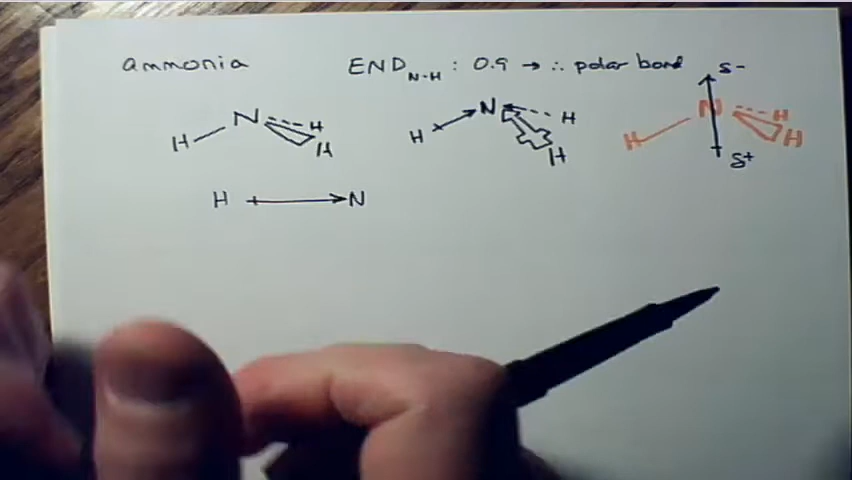 ammonia END N-H : 0.9 → ∴ polar bond δ-
N H H H
N H H H
N H H H δ+
H N